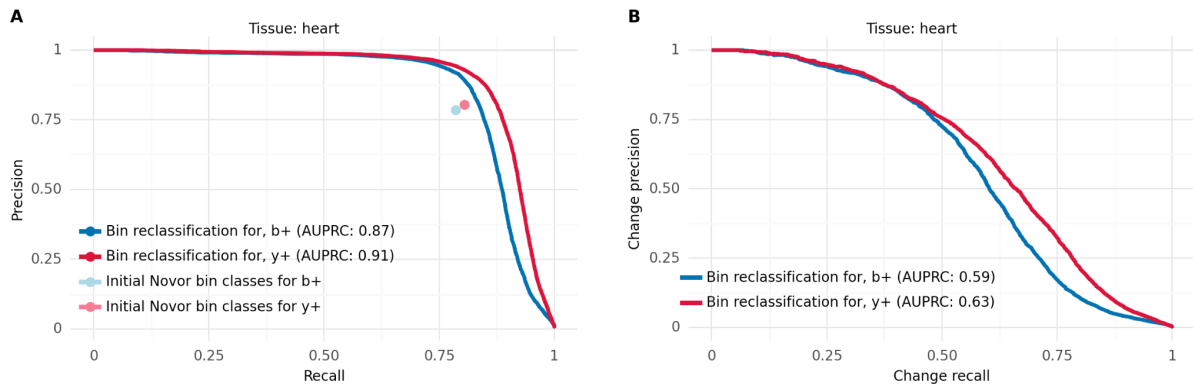 A
Tissue: heart
1
0.75
0.50
0.25
0
Precision
Bin reclassification for, b+ (AUPRC: 0.87)
Bin reclassification for, y+ (AUPRC: 0.91)
Initial Novor bin classes for b+
Initial Novor bin classes for y+
0 0.25 0.50 0.75 1
Recall
B
Tissue: heart
1
0.75
0.50
0.25
0
Change precision
Bin reclassification for, b+ (AUPRC: 0.59)
Bin reclassification for, y+ (AUPRC: 0.63)
0 0.25 0.50 0.75 1
Change recall